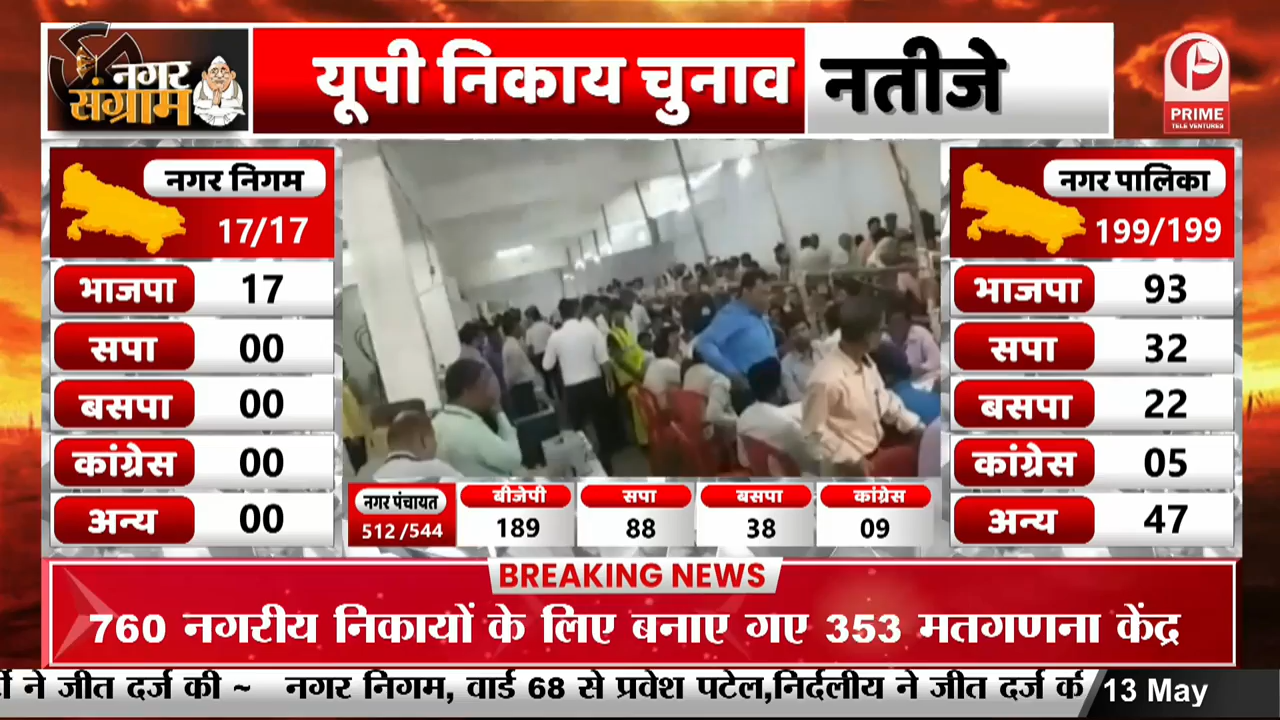 नगर
संग्राम
यूपी निकाय चुनाव नतीजे
PRIME
TELE VENTURES
नगर निगम
17/17
भाजपा 17
सपा 00
बसपा 00
कांग्रेस 00
अन्य 00
नगर पालिका
199/199
भाजपा 93
सपा 32
बसपा 22
कांग्रेस 05
अन्य 47
नगर पंचायत
512/544
बीजेपी सपा बसपा कांग्रेस
189 88 38 09
BREAKING NEWS
760 नगरीय निकायों के लिए बनाए गए 353 मतगणना केंद्र
ने जीत दर्ज की ~ नगर निगम, वार्ड 68 से प्रवेश पटेल,निर्दलीय ने जीत दर्ज
13 May